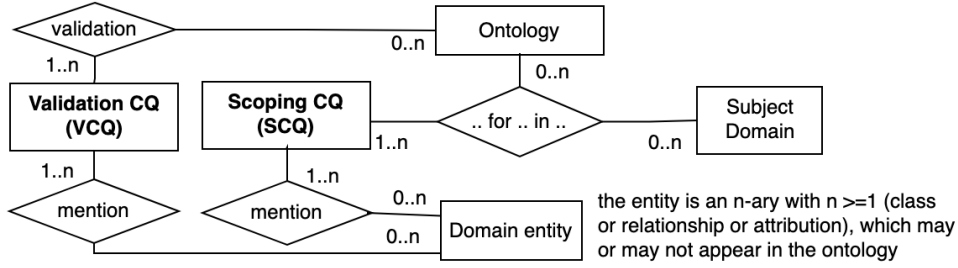 validation
Ontology
0..n
1..n
0..n
Validation CQ
(VCQ)
Scoping CQ
(SCQ)
.. for .. in ..
Subject
Domain
1..n
0..n
1..n
1..n
mention
mention
0..n
0..n
Domain entity
the entity is an n-ary with n >=1 (class
or relationship or attribution), which may
or may not appear in the ontology